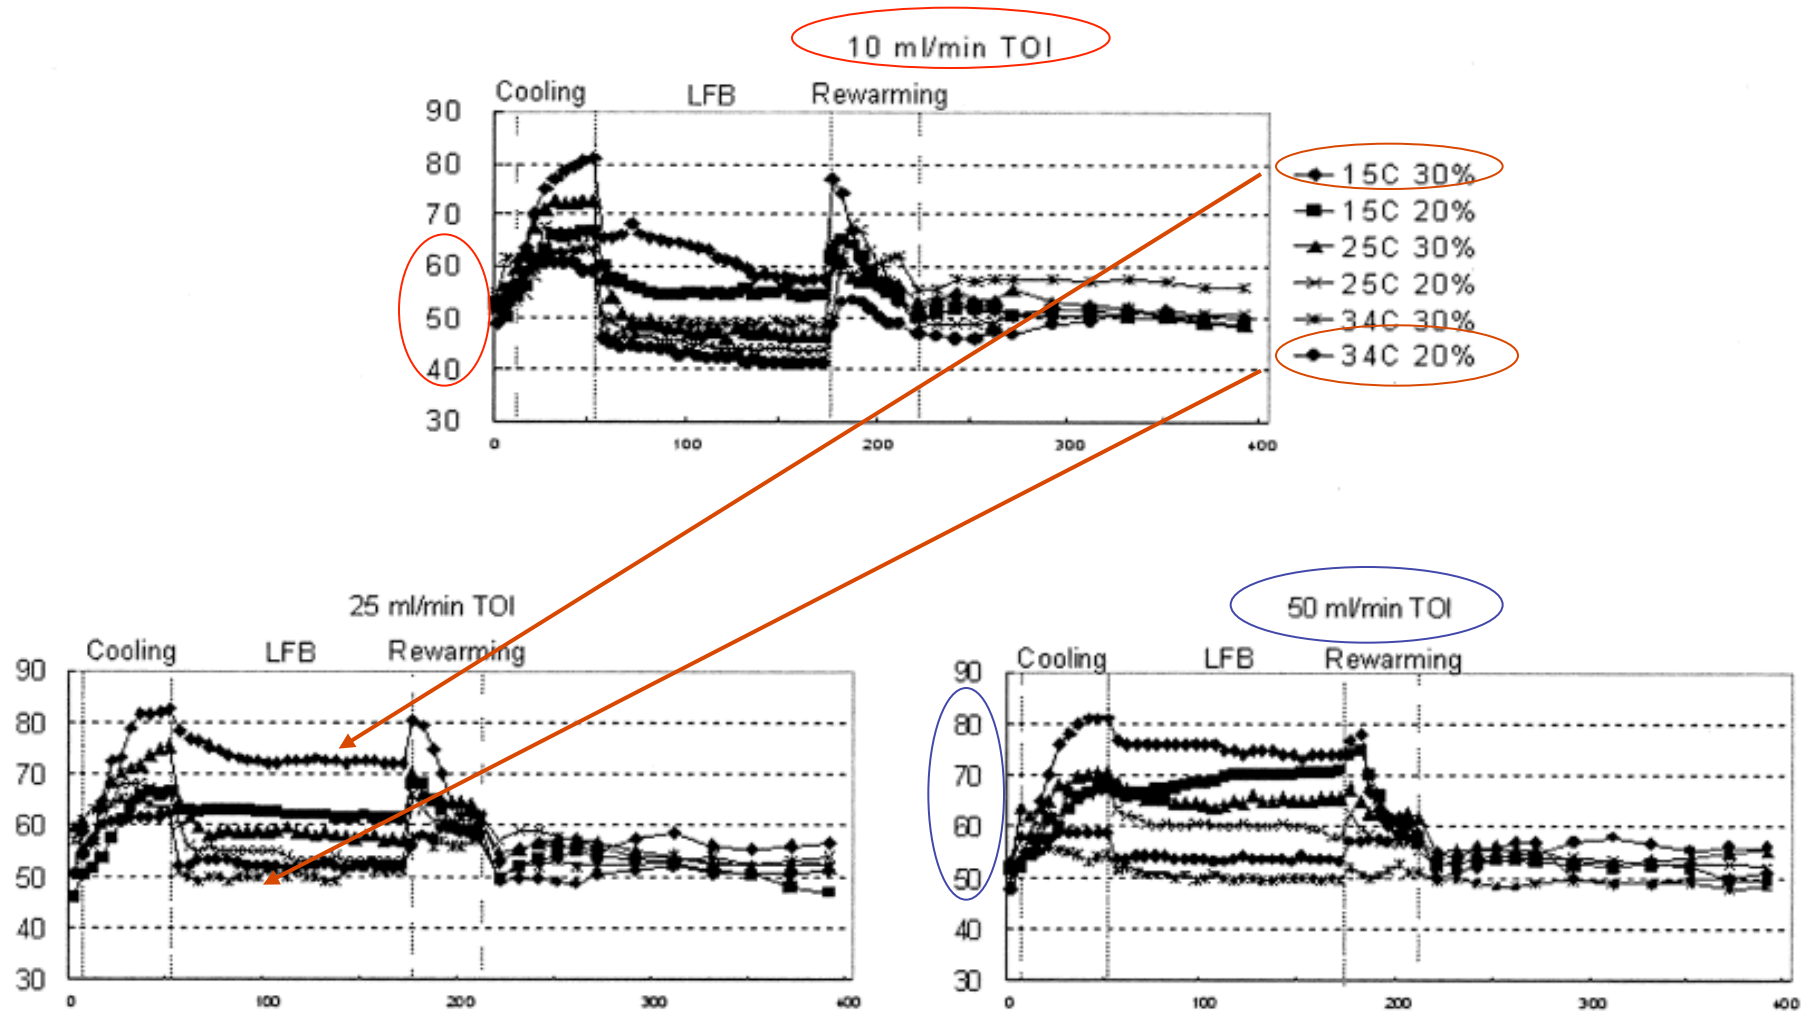 10 ml/min TOI
Cooling LFB Rewarming
90
80
70
60
50
40
30
0 100 200 300 400
15C 30%
15C 20%
25C 30%
25C 20%
34C 30%
34C 20%
25 ml/min TOI
Cooling LFB Rewarming
90
80
70
60
50
40
30
0 100 200 300 400
50 ml/min TOI
Cooling LFB Rewarming
90
80
70
60
50
40
30
0 100 200 300 400